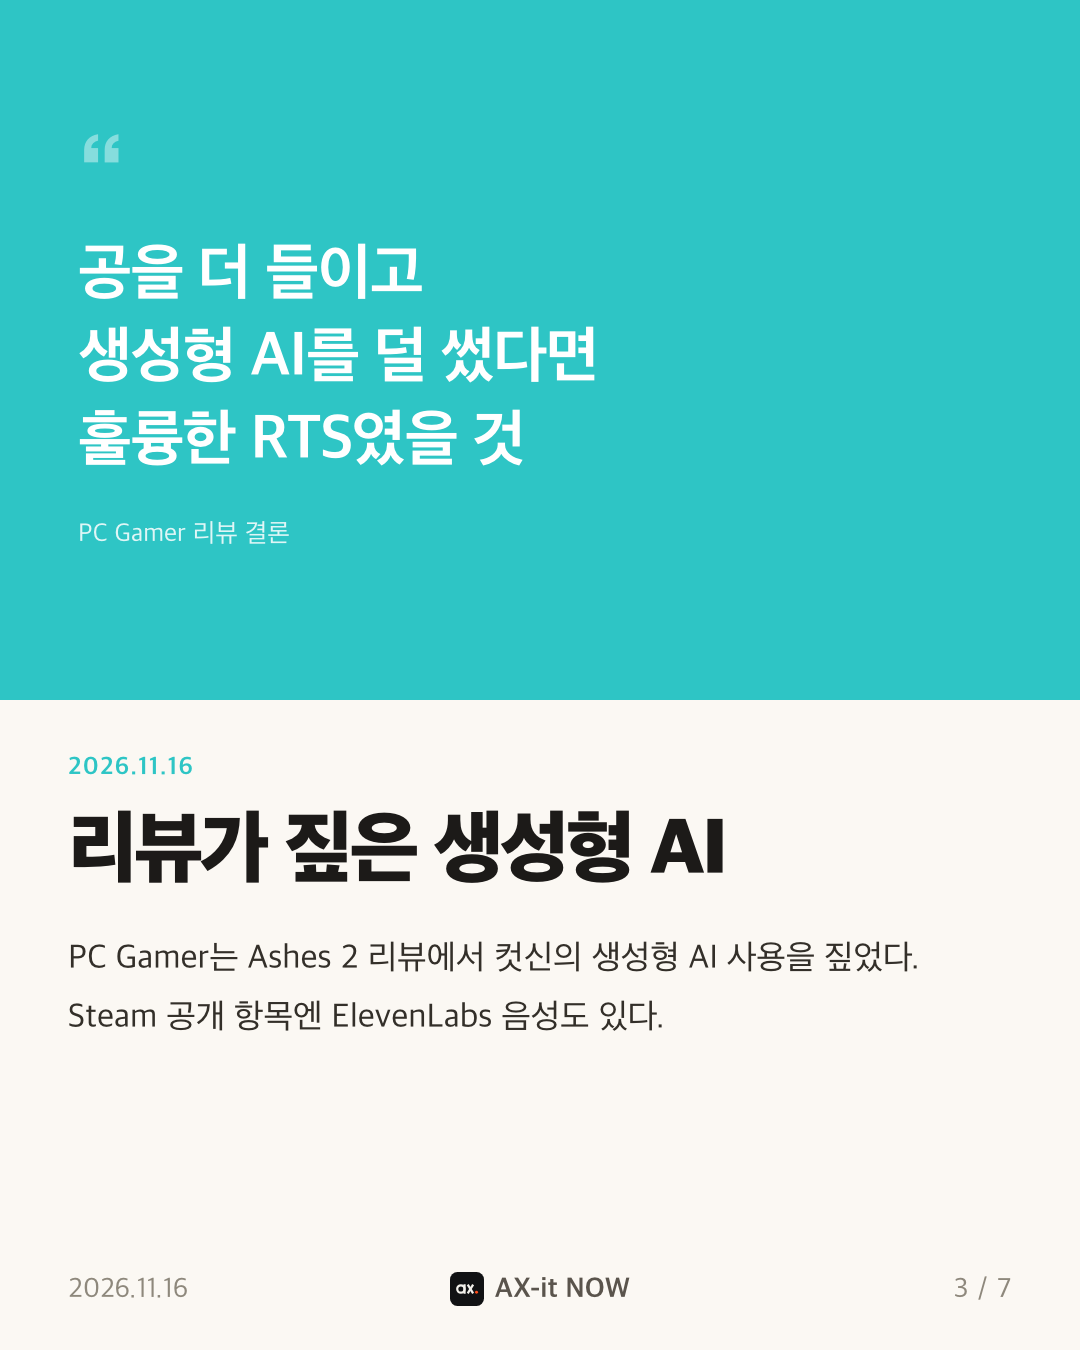 “
공을 더 들이고
생성형 AI를 덜 썼다면
훌륭한 RTS였을 것
PC Gamer 리뷰 결론
2026.11.16
리뷰가 짚은 생성형 AI
PC Gamer는 Ashes 2 리뷰에서 컷신의 생성형 AI 사용을 짚었다.
Steam 공개 항목엔 ElevenLabs 음성도 있다.
2026.11.16
ax. AX-it NOW
3 / 7